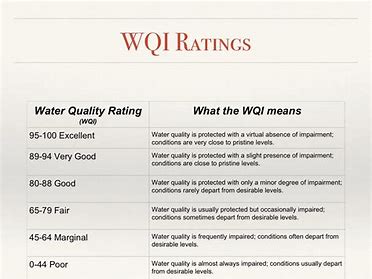 WQI RATINGS
Water Quality Rating What the WQI means
(WQI)
95-100 Excellent Water quality is protected with a virtual absence of impairment;
conditions are very close to pristine levels.
89-94 Very Good Water quality is protected with a slight presence of impairment;
conditions are close to pristine levels.
80-88 Good Water quality is protected with only a minor degree of impairment;
conditions rarely depart from desirable levels.
65-79 Fair Water quality is usually protected but occasionally impaired;
conditions sometimes depart from desirable levels.
45-64 Marginal Water quality is frequently impaired; conditions often depart from
desirable levels.
0-44 Poor Water quality is almost always impaired; conditions usually depart
from desirable levels.